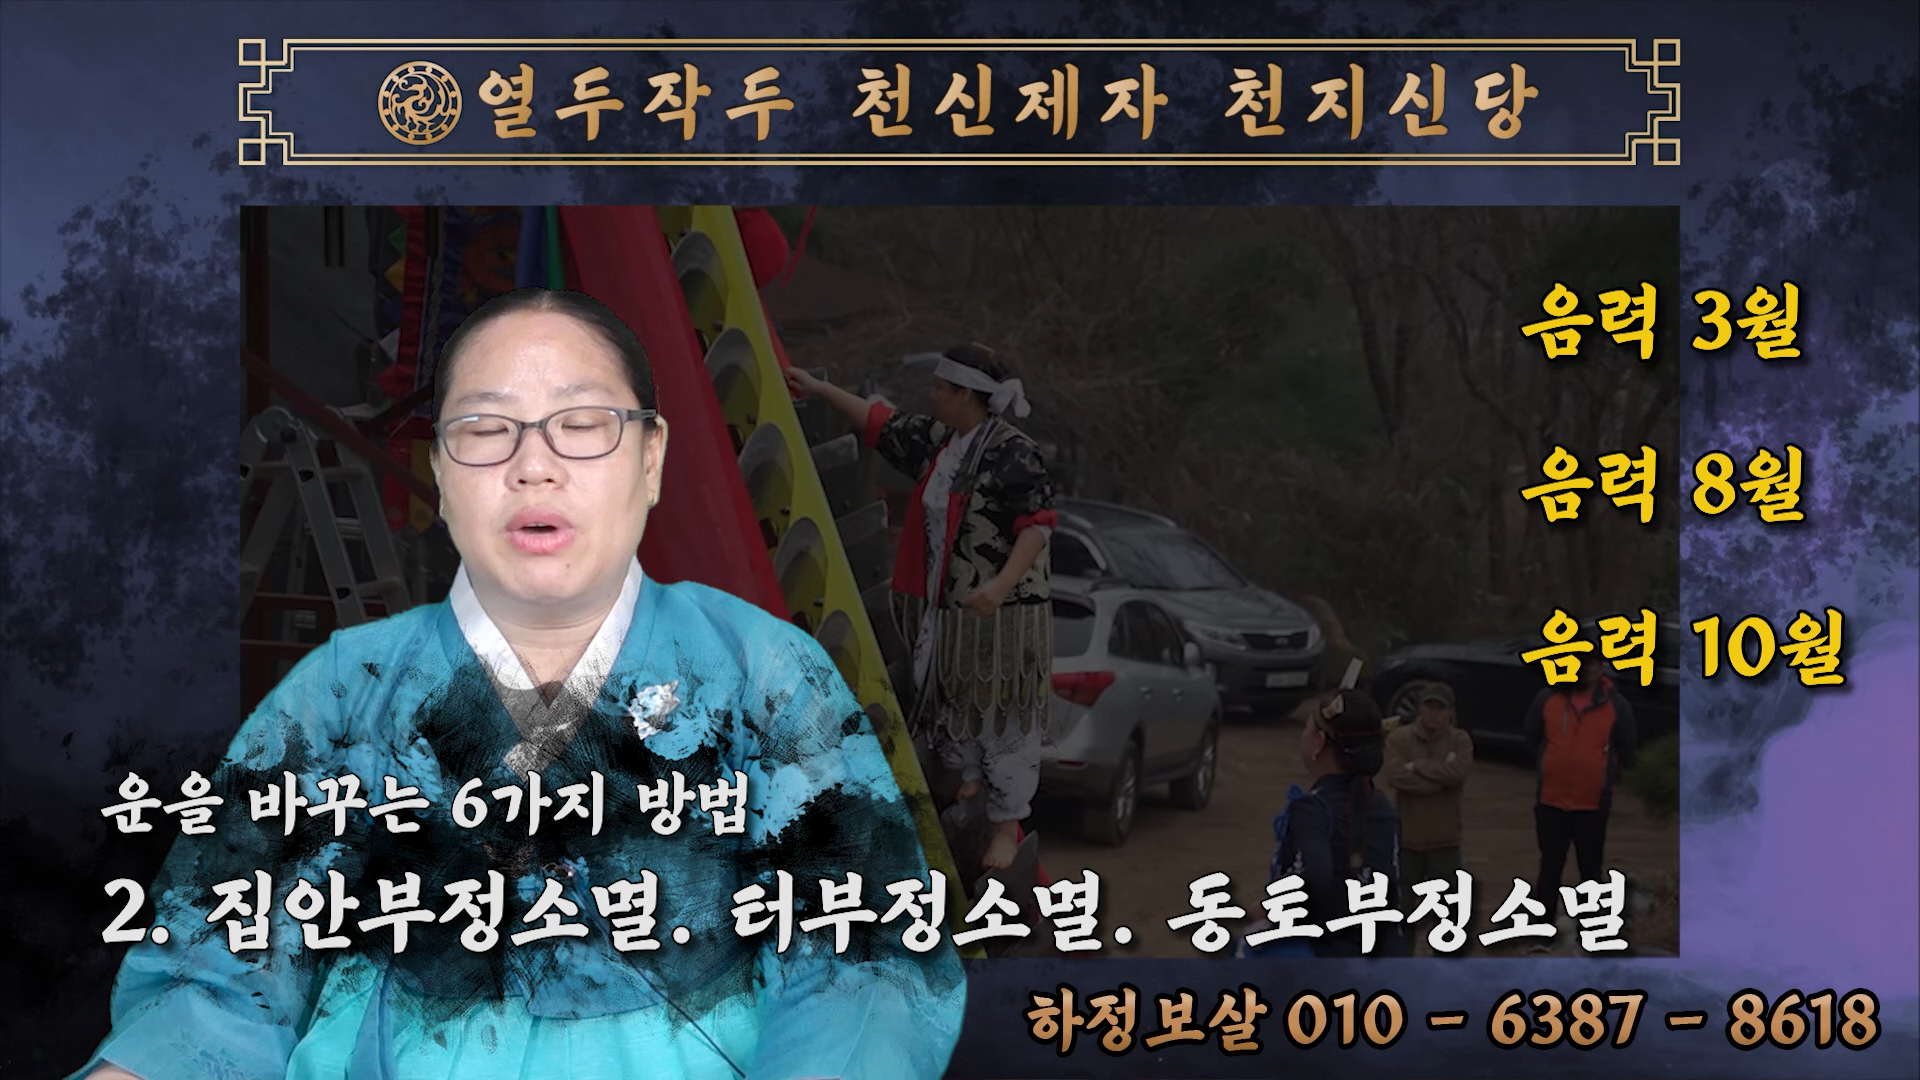 열두작두 천신제자 천지신당
음력 3월
음력 8월
음력 10월
운을 바꾸는 6가지 방법
2. 집안부정소멸. 터부정소멸. 동토부정소멸
하정보살 010 - 6387 - 8618